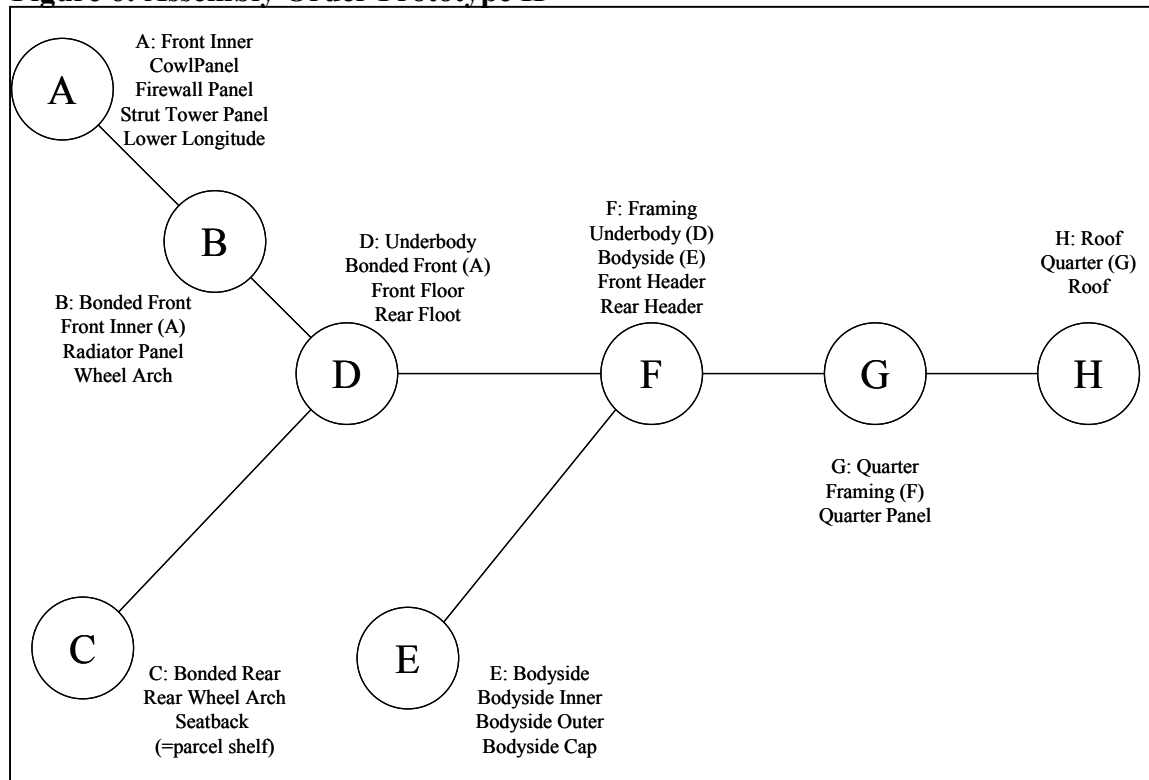 Figure 6: Assembly Order Prototype II
A
A: Front Inner
CowlPanel
Firewall Panel
Strut Tower Panel
Lower Longitude
B
B: Bonded Front
Front Inner (A)
Radiator Panel
Wheel Arch
D: Underbody
Bonded Front (A)
Front Floor
Rear Floot
D
F: Framing
Underbody (D)
Bodyside (E)
Front Header
Rear Header
F
G
G: Quarter
Framing (F)
Quarter Panel
H: Roof
Quarter (G)
Roof
H
C
C: Bonded Rear
Rear Wheel Arch
Seatback
(=parcel shelf)
E
E: Bodyside
Bodyside Inner
Bodyside Outer
Bodyside Cap